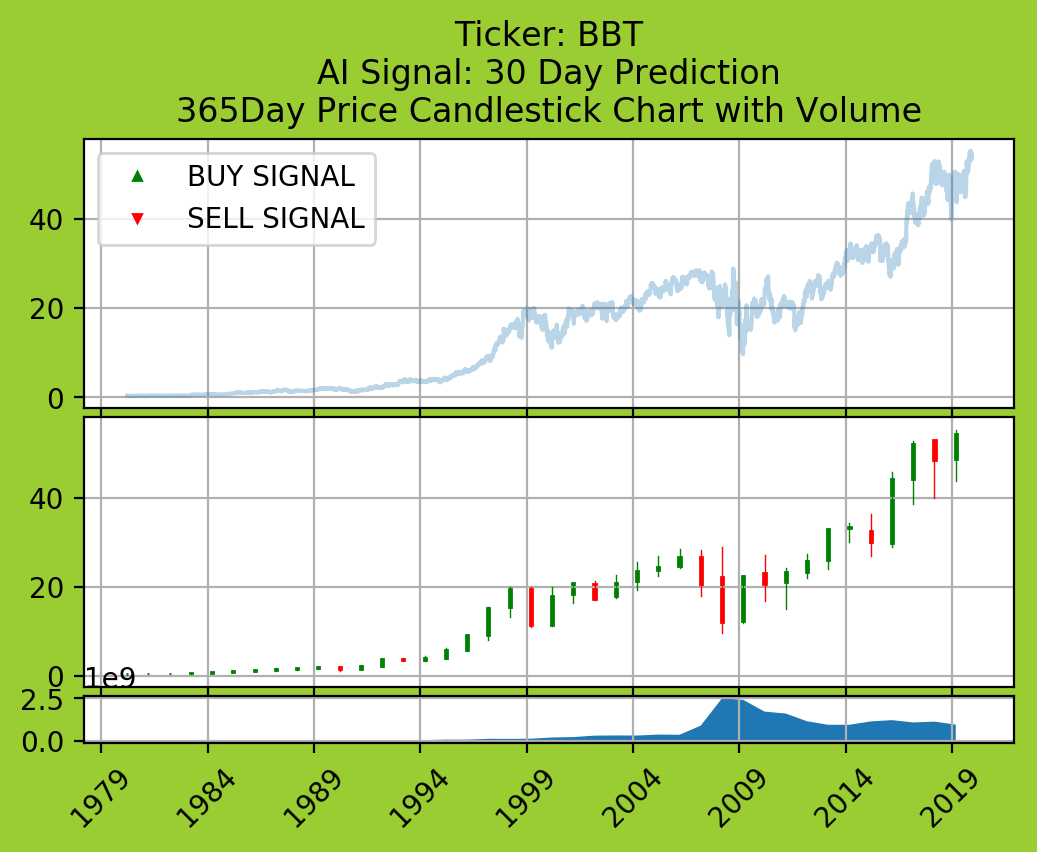 Ticker: BBT
AI Signal: 30 Day Prediction
365Day Price Candlestick Chart with Volume
BUY SIGNAL
SELL SIGNAL
40
20
0
40
20
0
1e9
2.5
0.0
1979 1984 1989 1994 1999 2004 2009 2014 2019